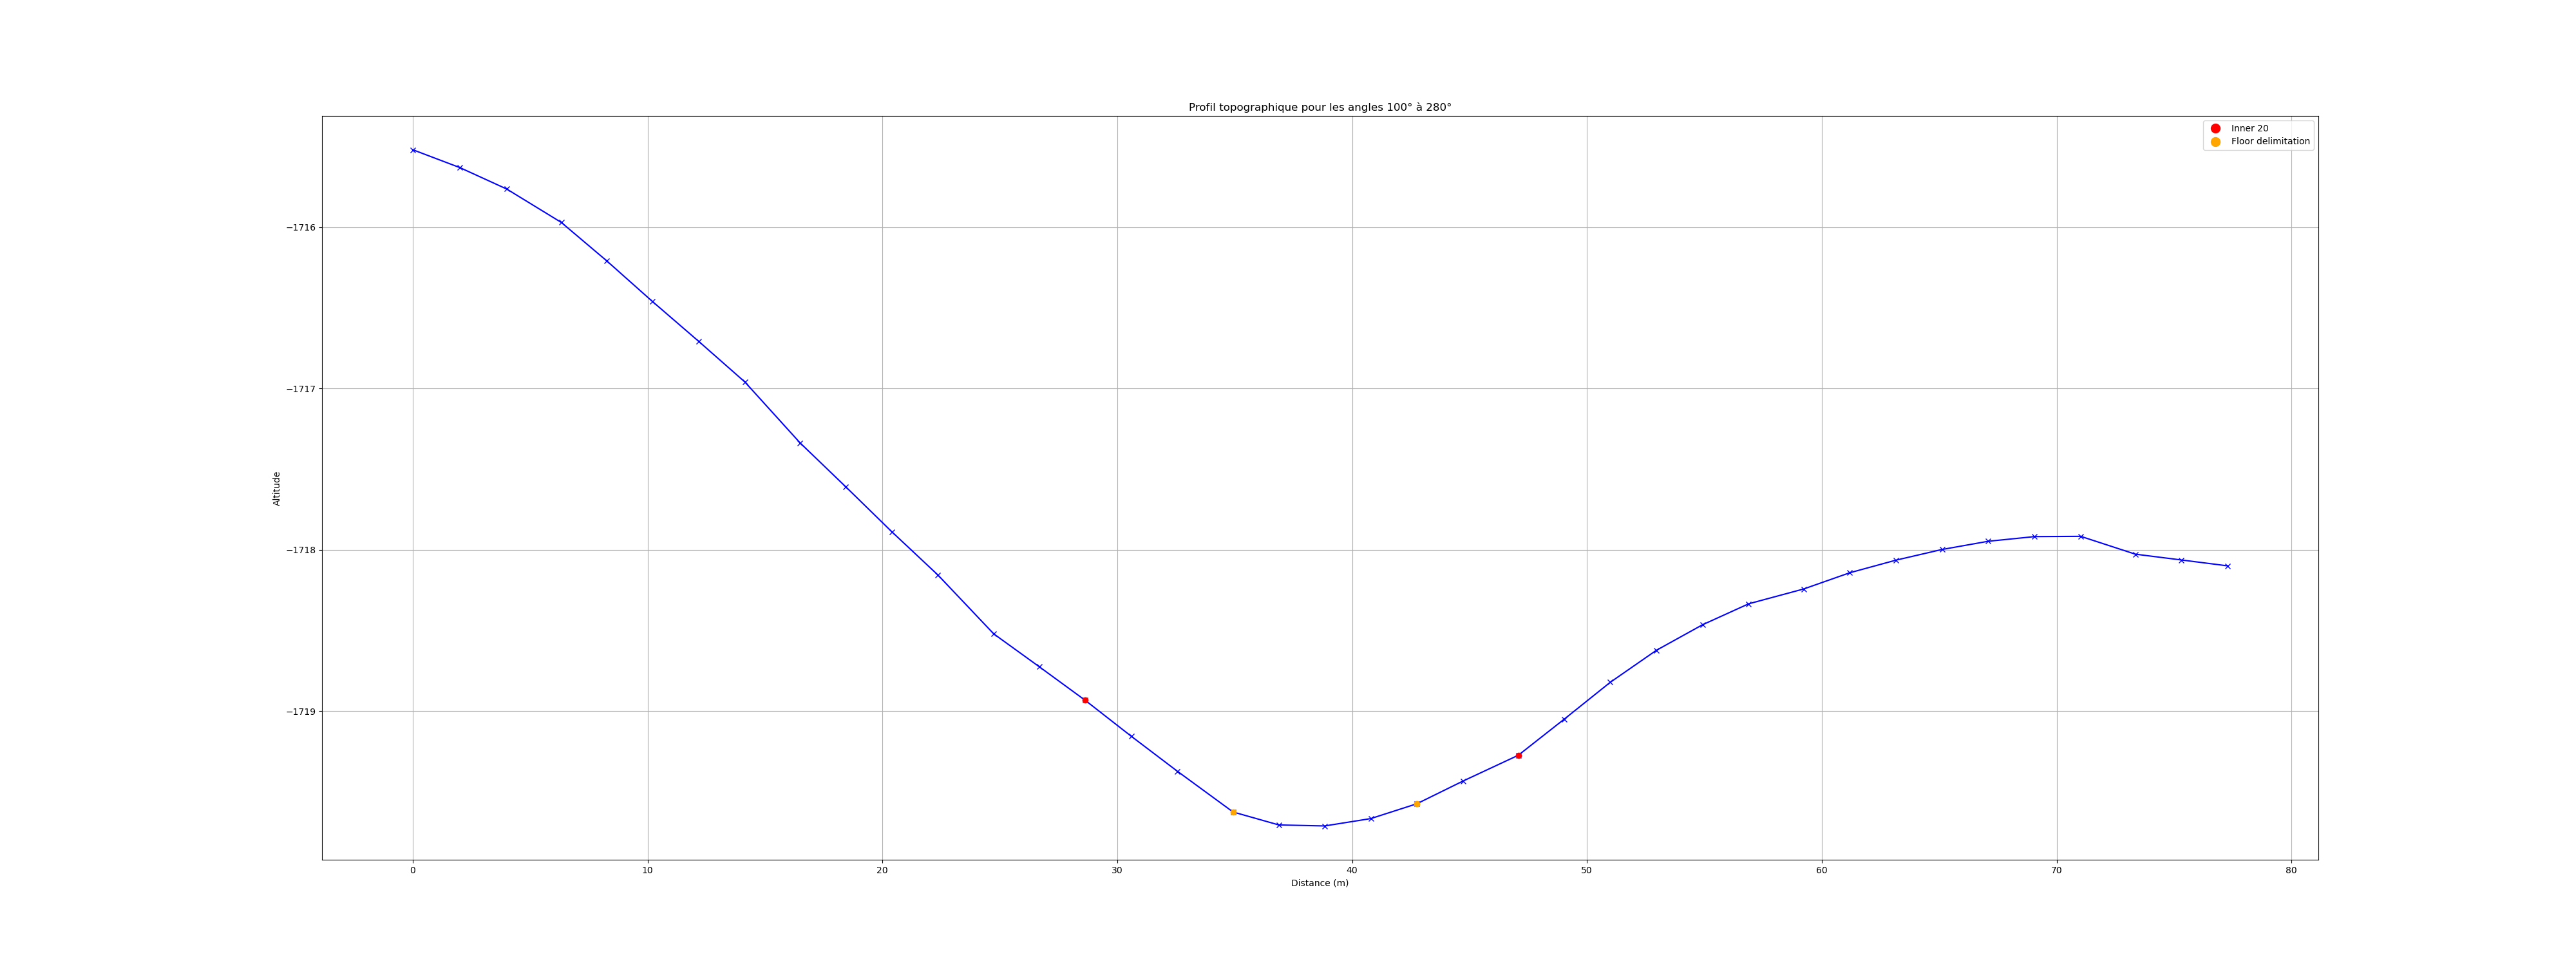 Profil topographique pour les angles 100° à 280°
Inner 20
Floor delimitation
−1716
−1717
−1718
−1719
Altitude
0 10 20 30 40 50 60 70 80
Distance (m)